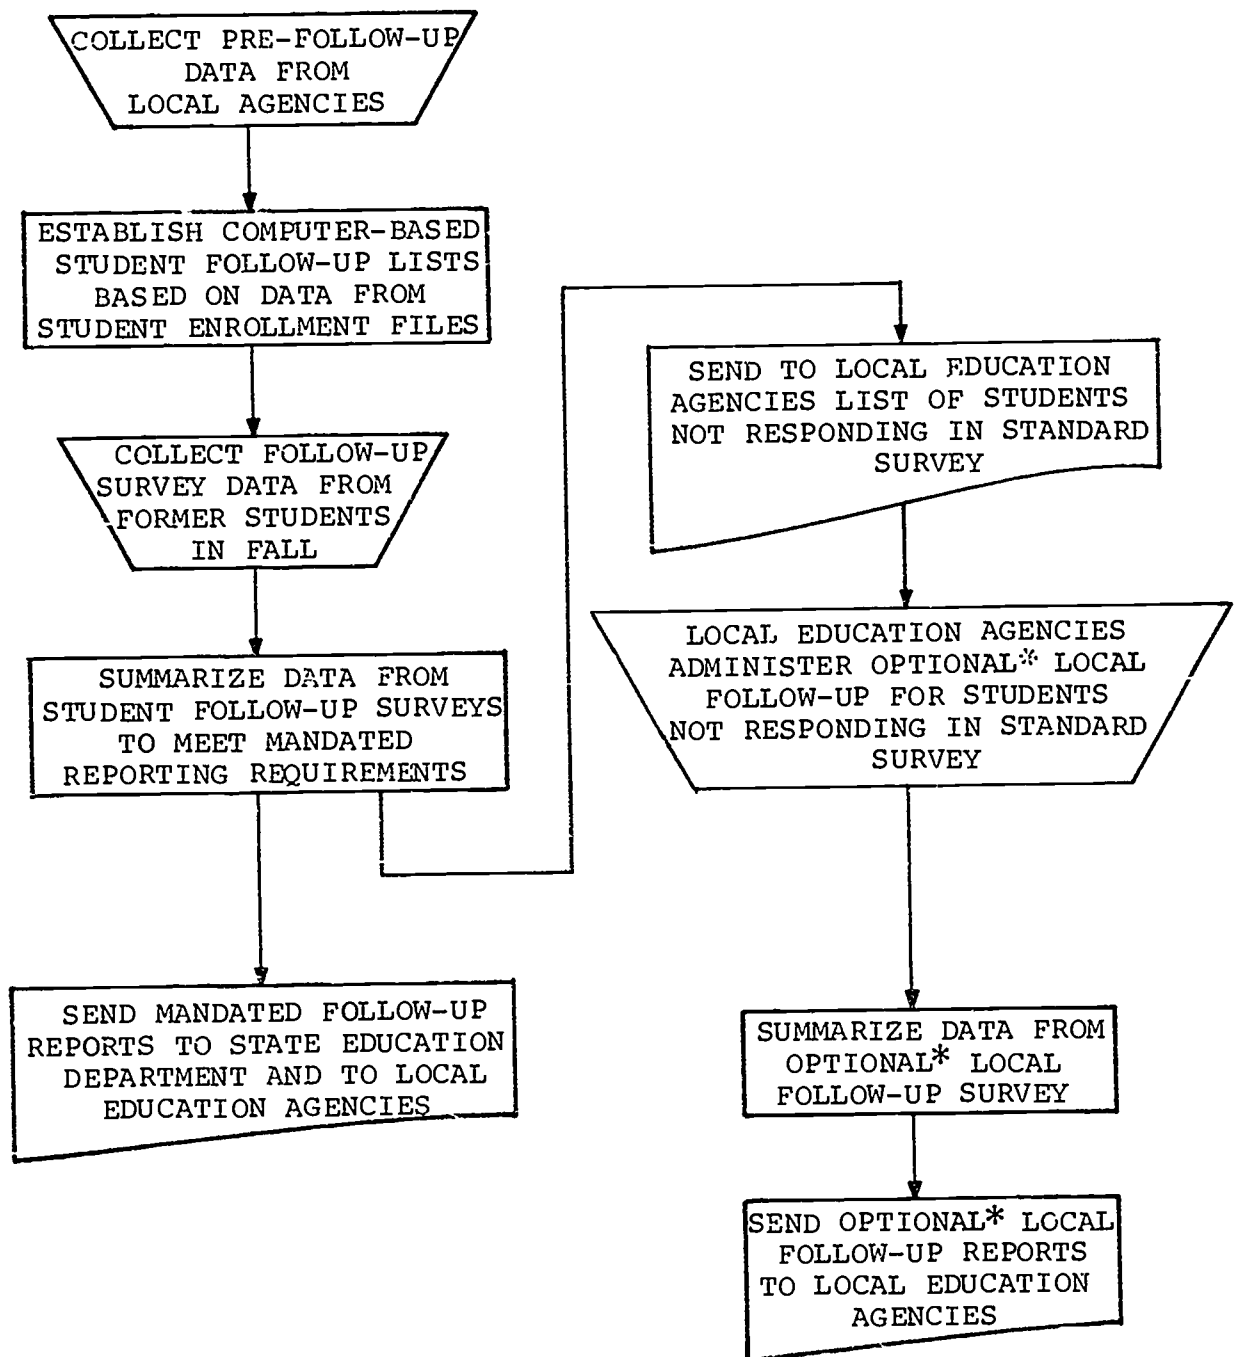 COLLECT PRE-FOLLOW-UP
DATA FROM
LOCAL AGENCIES
ESTABLISH COMPUTER-BASED
STUDENT FOLLOW-UP LISTS
BASED ON DATA FROM
STUDENT ENROLLMENT FILES
COLLECT FOLLOW-UP
SURVEY DATA FROM
FORMER STUDENTS
IN FALL
SUMMARIZE DATA FROM
STUDENT FOLLOW-UP SURVEYS
TO MEET MANDATED
REPORTING REQUIREMENTS
SEND MANDATED FOLLOW-UP
REPORTS TO STATE EDUCATION
DEPARTMENT AND TO LOCAL
EDUCATION AGENCIES
SEND TO LOCAL EDUCATION
AGENCIES LIST OF STUDENTS
NOT RESPONDING IN STANDARD
SURVEY
LOCAL EDUCATION AGENCIES
ADMINISTER OPTIONAL* LOCAL
FOLLOW-UP FOR STUDENTS
NOT RESPONDING IN STANDARD
SURVEY
SUMMARIZE DATA FROM
OPTIONAL* LOCAL
FOLLOW-UP SURVEY
SEND OPTIONAL* LOCAL
FOLLOW-UP REPORTS
TO LOCAL EDUCATION
AGENCIES